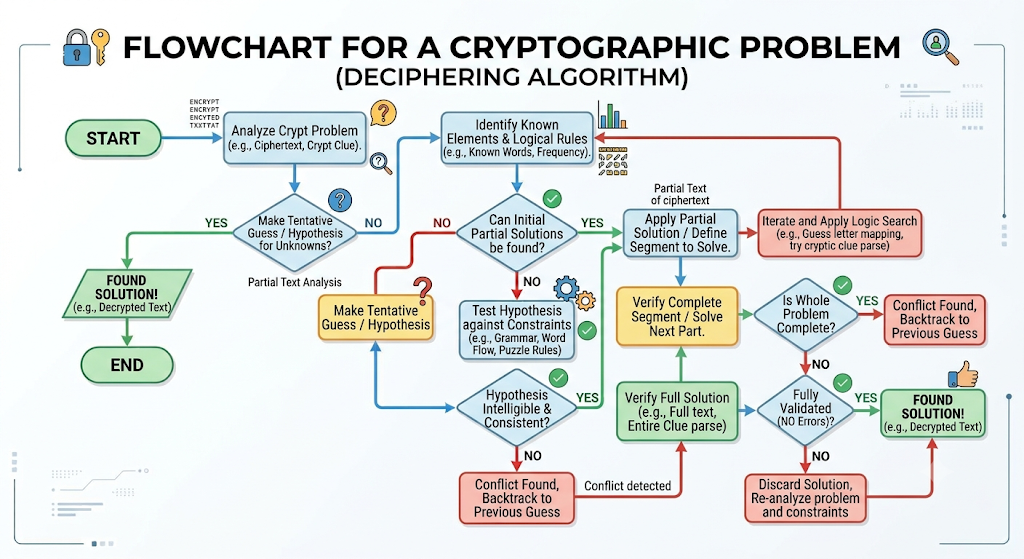 FLOWCHART FOR A CRYPTOGRAPHIC PROBLEM
(DECIPHERING ALGORITHM)
START
ENCRYPT
ENCRYPT
ENCYTED
TXXTTAT
Analyze Crypt Problem
(e.g., Ciphertext, Crypt Clue).
?
Identify Known
Elements & Logical Rules
(e.g., Known Words, Frequency).
YES
Make Tentative
Guess / Hypothesis
for Unknowns?
?
NO
Partial Text Analysis
FOUND
SOLUTION!
(e.g., Decrypted Text)
END
NO
Can Initial
Partial Solutions
be found?
YES
NO
Partial Text
of ciphertext
Apply Partial
Solution / Define
Segment to Solve.
Iterate and Apply Logic Search
(e.g., Guess letter mapping,
try cryptic clue parse)
?
Make Tentative
Guess / Hypothesis
Test Hypothesis
against Constraints
(e.g., Grammar, Word
Flow, Puzzle Rules)
Verify Complete
Segment / Solve
Next Part.
Is Whole
Problem
Complete?
YES
Conflict Found,
Backtrack to
Previous Guess
NO
Hypothesis
Intelligible &
Consistent?
YES
Verify Full Solution
(e.g., Full text,
Entire Clue parse)
Fully
Validated
(NO Errors)?
YES
FOUND
SOLUTION!
(e.g., Decrypted Text)
NO
Conflict Found,
Backtrack to
Previous Guess
Conflict detected
NO
Discard Solution,
Re-analyze problem
and constraints